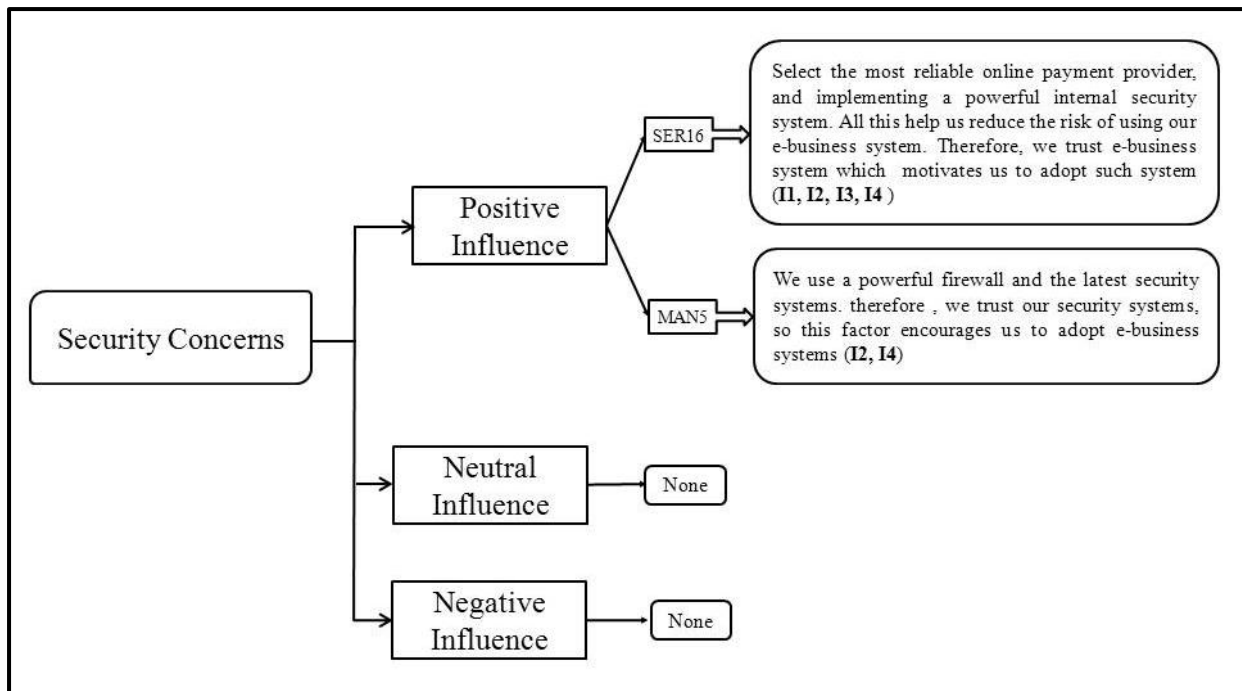 Select the most reliable online payment provider,
and implementing a powerful internal security
system. All this help us reduce the risk of using our
e-business system. Therefore, we trust e-business
system which motivates us to adopt such system
(I1, I2, I3, I4 )
SER16
Positive
Influence
We use a powerful firewall and the latest security
systems. therefore , we trust our security systems,
so this factor encourages us to adopt e-business
systems (I2, I4)
MAN5
Security Concerns
Neutral
Influence
None
Negative
Influence
None